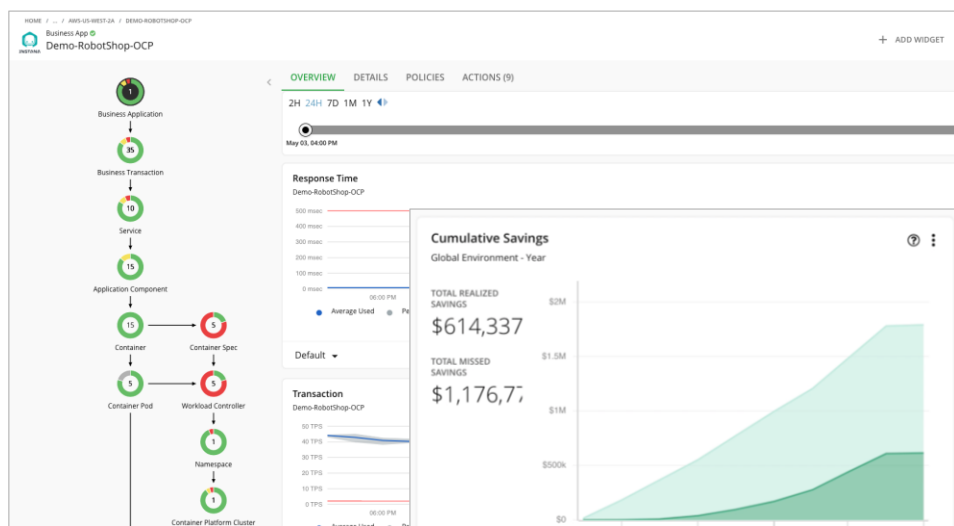 HOME / ... / AWS-US-WEST-2A / DEMO-ROBOTSHOP-OCP
INSTANA
Business App
Demo-RobotShop-OCP
+ ADD WIDGET
1
Business Application
35
Business Transaction
10
Service
15
Application Component
15
Container
5
Container Spec
5
Container Pod
5
Workload Controller
1
Namespace
1
Container Platform Cluster
OVERVIEW DETAILS POLICIES ACTIONS (9)
2H 24H 7D 1M 1Y
May 03, 04:00 PM
Response Time
Demo-RobotShop-OCP
500 msec
400 msec
300 msec
200 msec
100 msec
0 msec
06:00 PM
Average Used Pe
Default
Transaction
Demo-RobotShop-OCP
50 TPS
40 TPS
30 TPS
20 TPS
10 TPS
0 TPS
06:00 PM
Cumulative Savings
Global Environment - Year
TOTAL REALIZED
SAVINGS
$614,337
TOTAL MISSED
SAVINGS
$1,176,77
$2M
$1.5M
$1M
$500k
$0